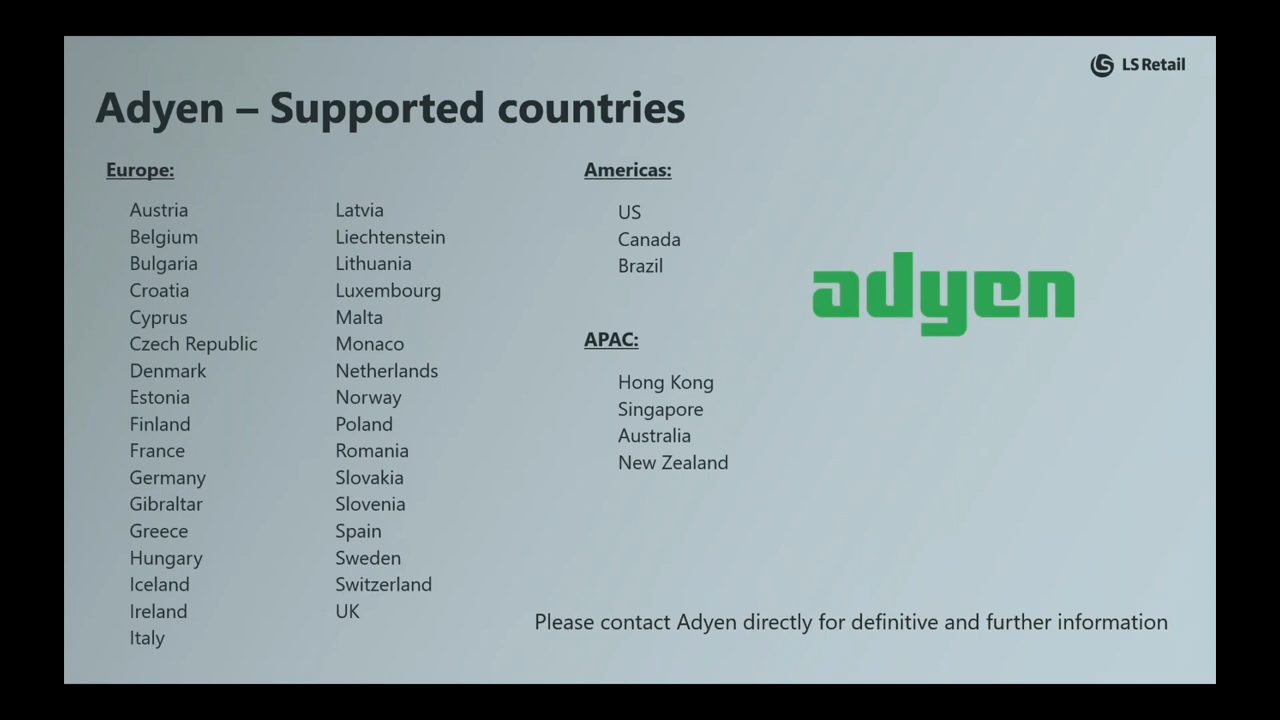 LS Retail
Adyen – Supported countries
Europe:
Austria
Belgium
Bulgaria
Croatia
Cyprus
Czech Republic
Denmark
Estonia
Finland
France
Germany
Gibraltar
Greece
Hungary
Iceland
Ireland
Italy
Latvia
Liechtenstein
Lithuania
Luxembourg
Malta
Monaco
Netherlands
Norway
Poland
Romania
Slovakia
Slovenia
Spain
Sweden
Switzerland
UK
Americas:
US
Canada
Brazil
APAC:
Hong Kong
Singapore
Australia
New Zealand
adyen
Please contact Adyen directly for definitive and further information